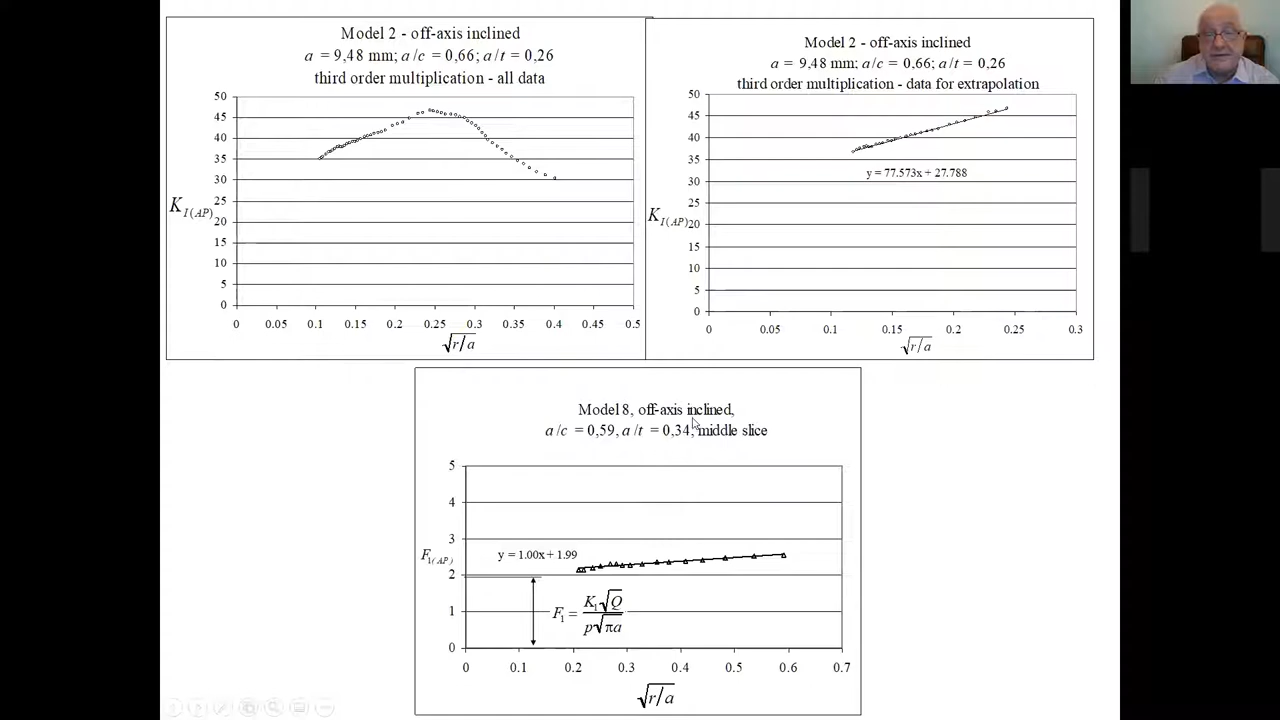 Model 2 - off-axis inclined
a = 9,48 mm; a/c = 0,66; a/t = 0,26
third order multiplication - all data
50
45
40
35
30
25
20
15
10
5
0
K I(AP)
0 0.05 0.1 0.15 0.2 0.25 0.3 0.35 0.4 0.45 0.5
√r/a
Model 2 - off-axis inclined
a = 9,48 mm; a/c = 0.66; a/t = 0,26
third order multiplication - data for extrapolation
50
45
40
35
30
25
20
15
10
5
0
K I(AP)
y = 77.573x + 27.788
0 0.05 0.1 0.15 0.2 0.25 0.3
√r/a
Model 8, off-axis inclined,
a/c = 0,59, a/t = 0,34, middle slice
5
4
3
2
1
0
F 1(AP)
y = 1.00x + 1.99
F1 = K1√Q / p√πa
0 0.1 0.2 0.3 0.4 0.5 0.6 0.7
√r/a